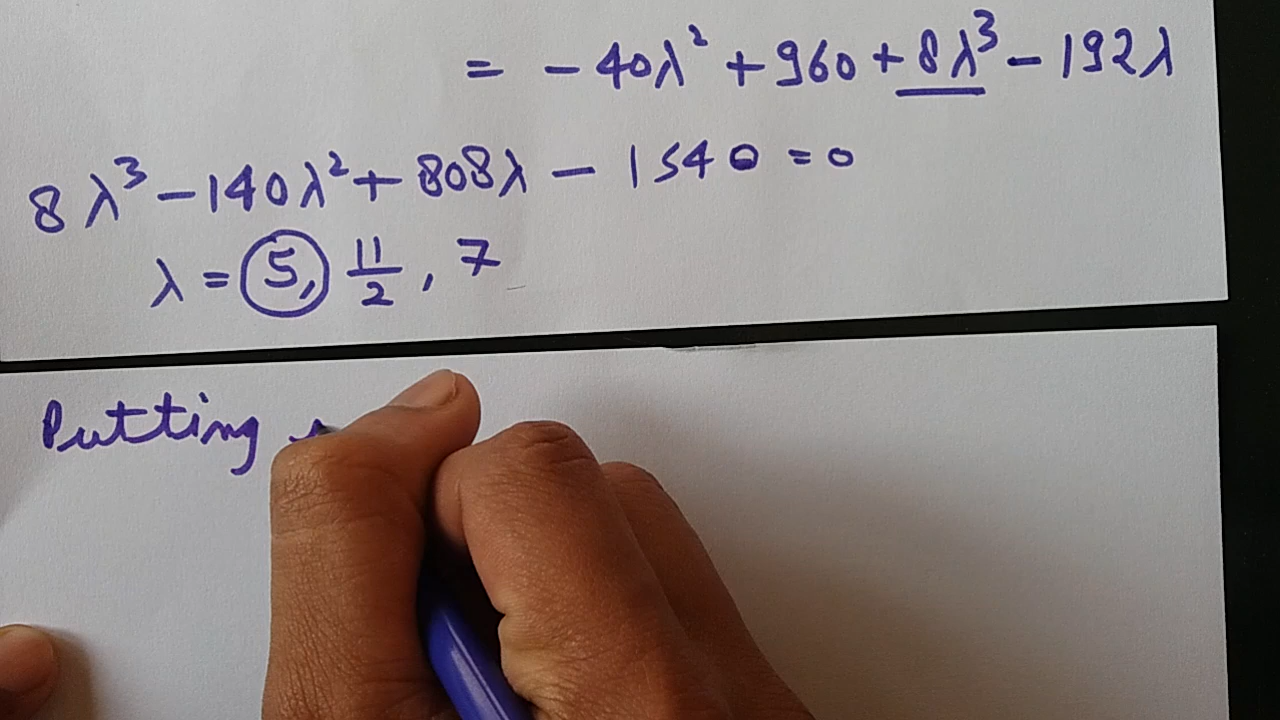 = - 40λ² + 960 + 8λ³ - 192λ
8λ³ - 140λ² + 808λ - 1540 = 0
λ = 5, 11/2, 7
Putting